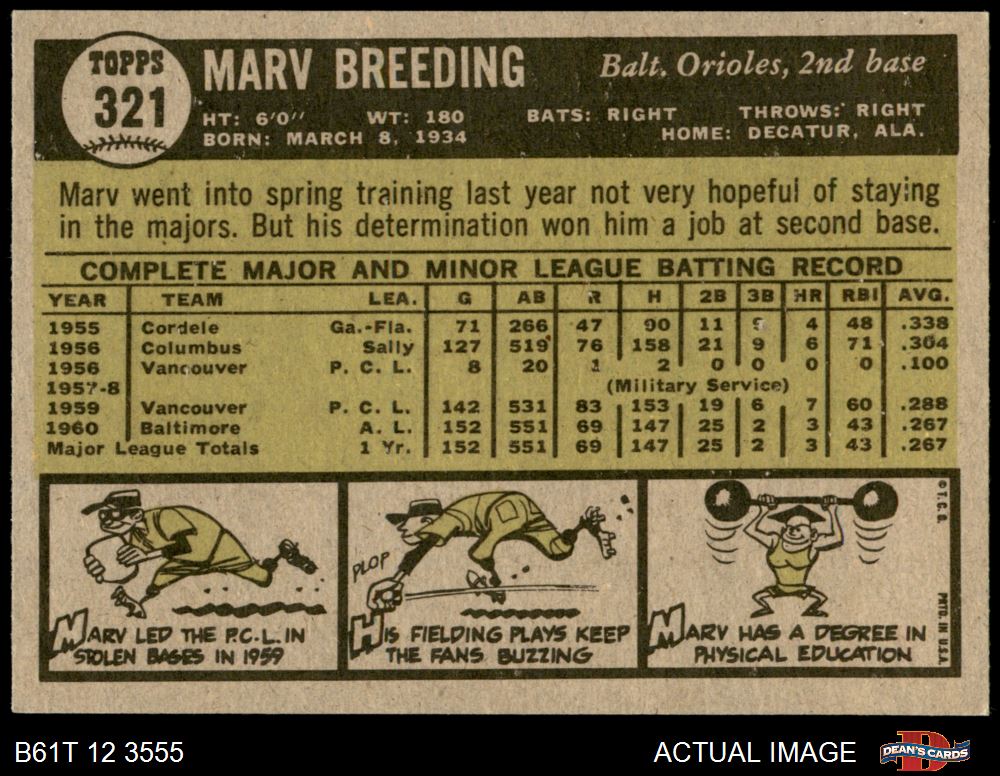 TOPPS
321
MARV BREEDING
Balt. Orioles, 2nd base
HT: 6'0" WT: 180 BATS: RIGHT THROWS: RIGHT
BORN: MARCH 8, 1934 HOME: DECATUR, ALA.
Marv went into spring training last year not very hopeful of staying
in the majors. But his determination won him a job at second base.
COMPLETE MAJOR AND MINOR LEAGUE BATTING RECORD
YEAR TEAM LEA. G AB R H 2B 3B HR RBI AVG.
1955 Cordele Ga.-Fla. 71 266 47 90 11 9 4 48 .338
1956 Columbus Sally 127 519 76 158 21 9 6 71 .304
1956 Vancouver P. C. L. 8 20 1 2 0 0 0 0 .100
1957-8 (Military Service)
1959 Vancouver P. C. L. 142 531 83 153 19 6 7 60 .288
1960 Baltimore A. L. 152 551 69 147 25 2 3 43 .267
Major League Totals 1 Yr. 152 551 69 147 25 2 3 43 .267
MARV LED THE P.C.L. IN
STOLEN BASES IN 1959
PLOP
HIS FIELDING PLAYS KEEP
THE FANS BUZZING
MARV HAS A DEGREE IN
PHYSICAL EDUCATION
© T. C. G.
PRTD. IN U.S.A.
B61T 12 3555
ACTUAL IMAGE
DEAN'S CARDS